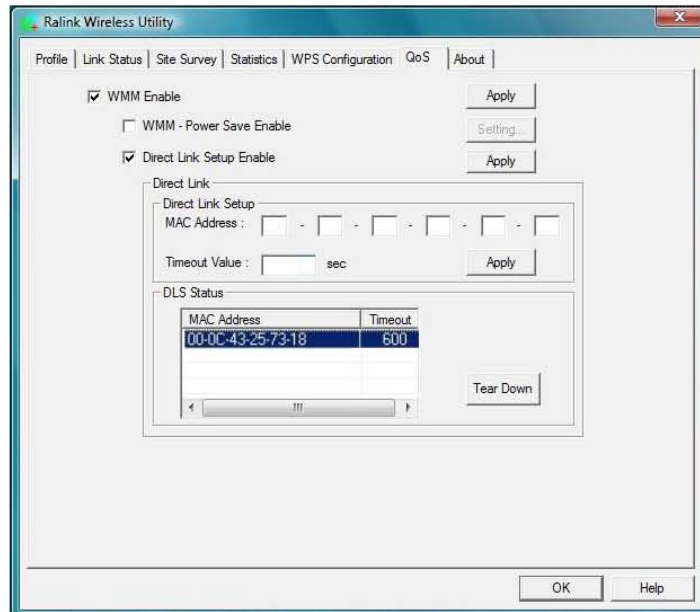 Ralink Wireless Utility
Profile Link Status Site Survey Statistics WPS Configuration QoS About
WMM Enable Apply
WMM - Power Save Enable Setting...
Direct Link Setup Enable Apply
Direct Link
Direct Link Setup
MAC Address : - - - - -
Timeout Value : sec Apply
DLS Status
MAC Address Timeout
00-0C-43-25-73-18 600
Tear Down
OK Help